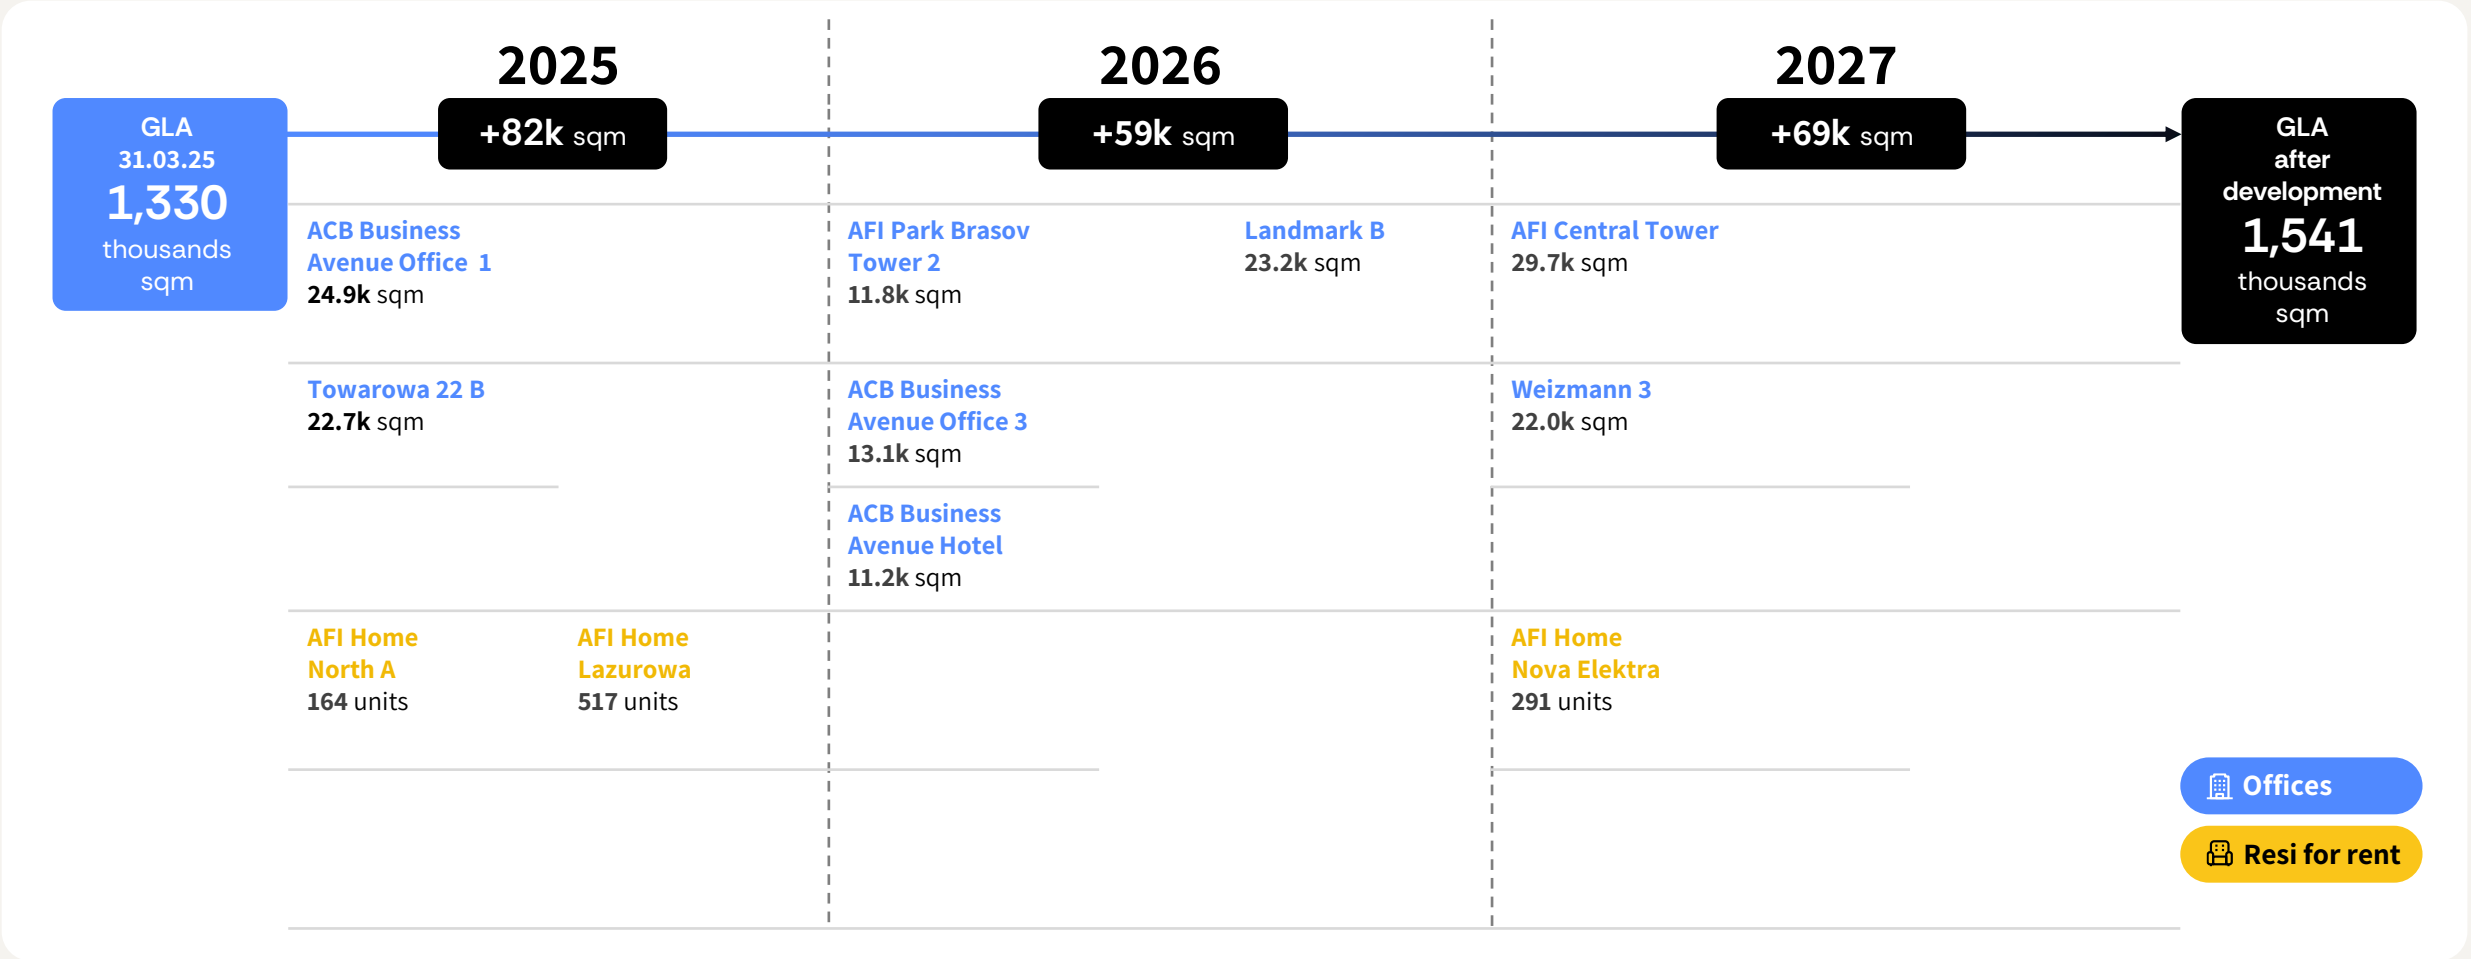 2025
2026
2027
GLA
31.03.25
1,330
thousands
sqm
+82k sqm
+59k sqm
+69k sqm
GLA
after
development
1,541
thousands
sqm
ACB Business
Avenue Office 1
24.9k sqm
AFI Park Brasov
Tower 2
11.8k sqm
Landmark B
23.2k sqm
AFI Central Tower
29.7k sqm
Towarowa 22 B
22.7k sqm
ACB Business
Avenue Office 3
13.1k sqm
Weizmann 3
22.0k sqm
ACB Business
Avenue Hotel
11.2k sqm
AFI Home
North A
164 units
AFI Home
Lazurowa
517 units
AFI Home
Nova Elektra
291 units
Offices
Resi for rent